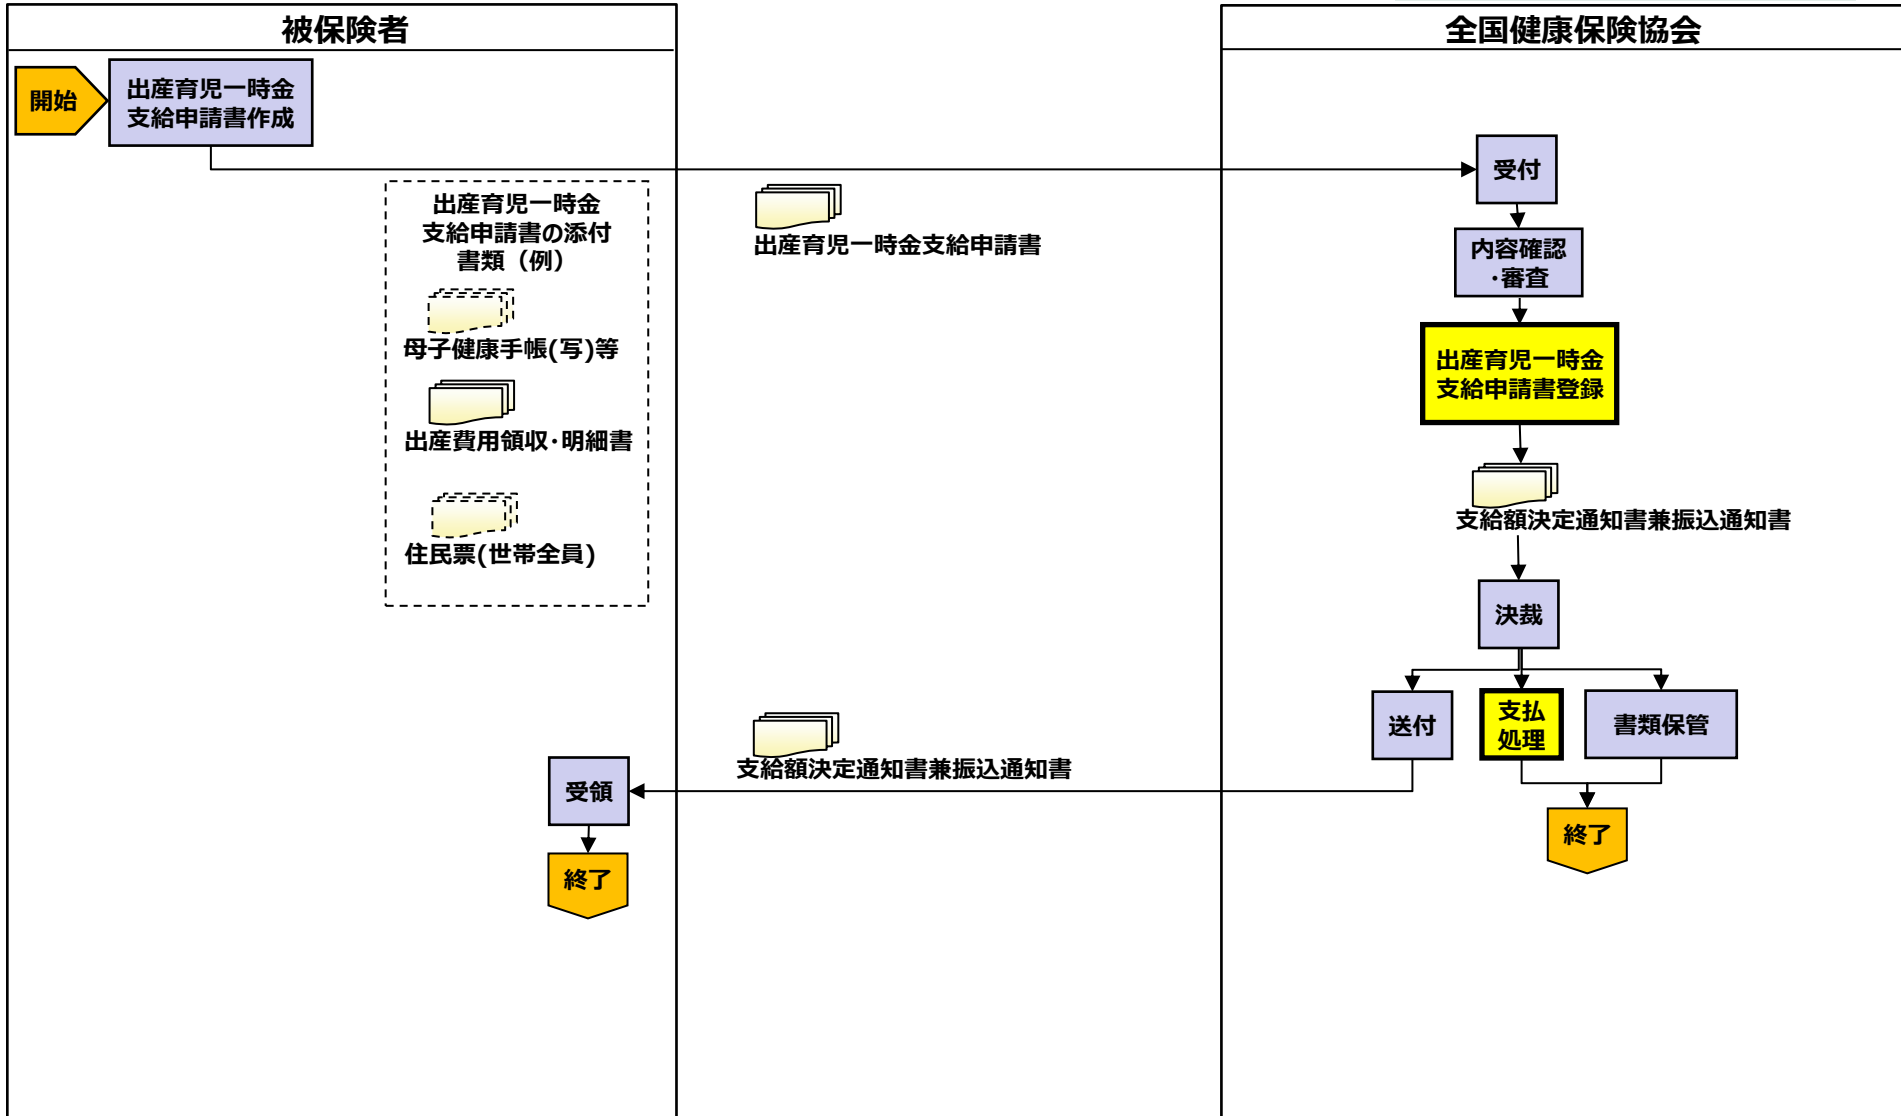 被保険者
全国健康保険協会
開始
出産育児一時金
支給申請書作成
受付
出産育児一時金
支給申請書の添付
書類（例）
出産育児一時金支給申請書
内容確認
・審査
母子健康手帳(写)等
出産育児一時金
支給申請書登録
出産費用領収・明細書
支給額決定通知書兼振込通知書
住民票(世帯全員)
決裁
送付
支払
処理
書類保管
支給額決定通知書兼振込通知書
受領
終了
終了